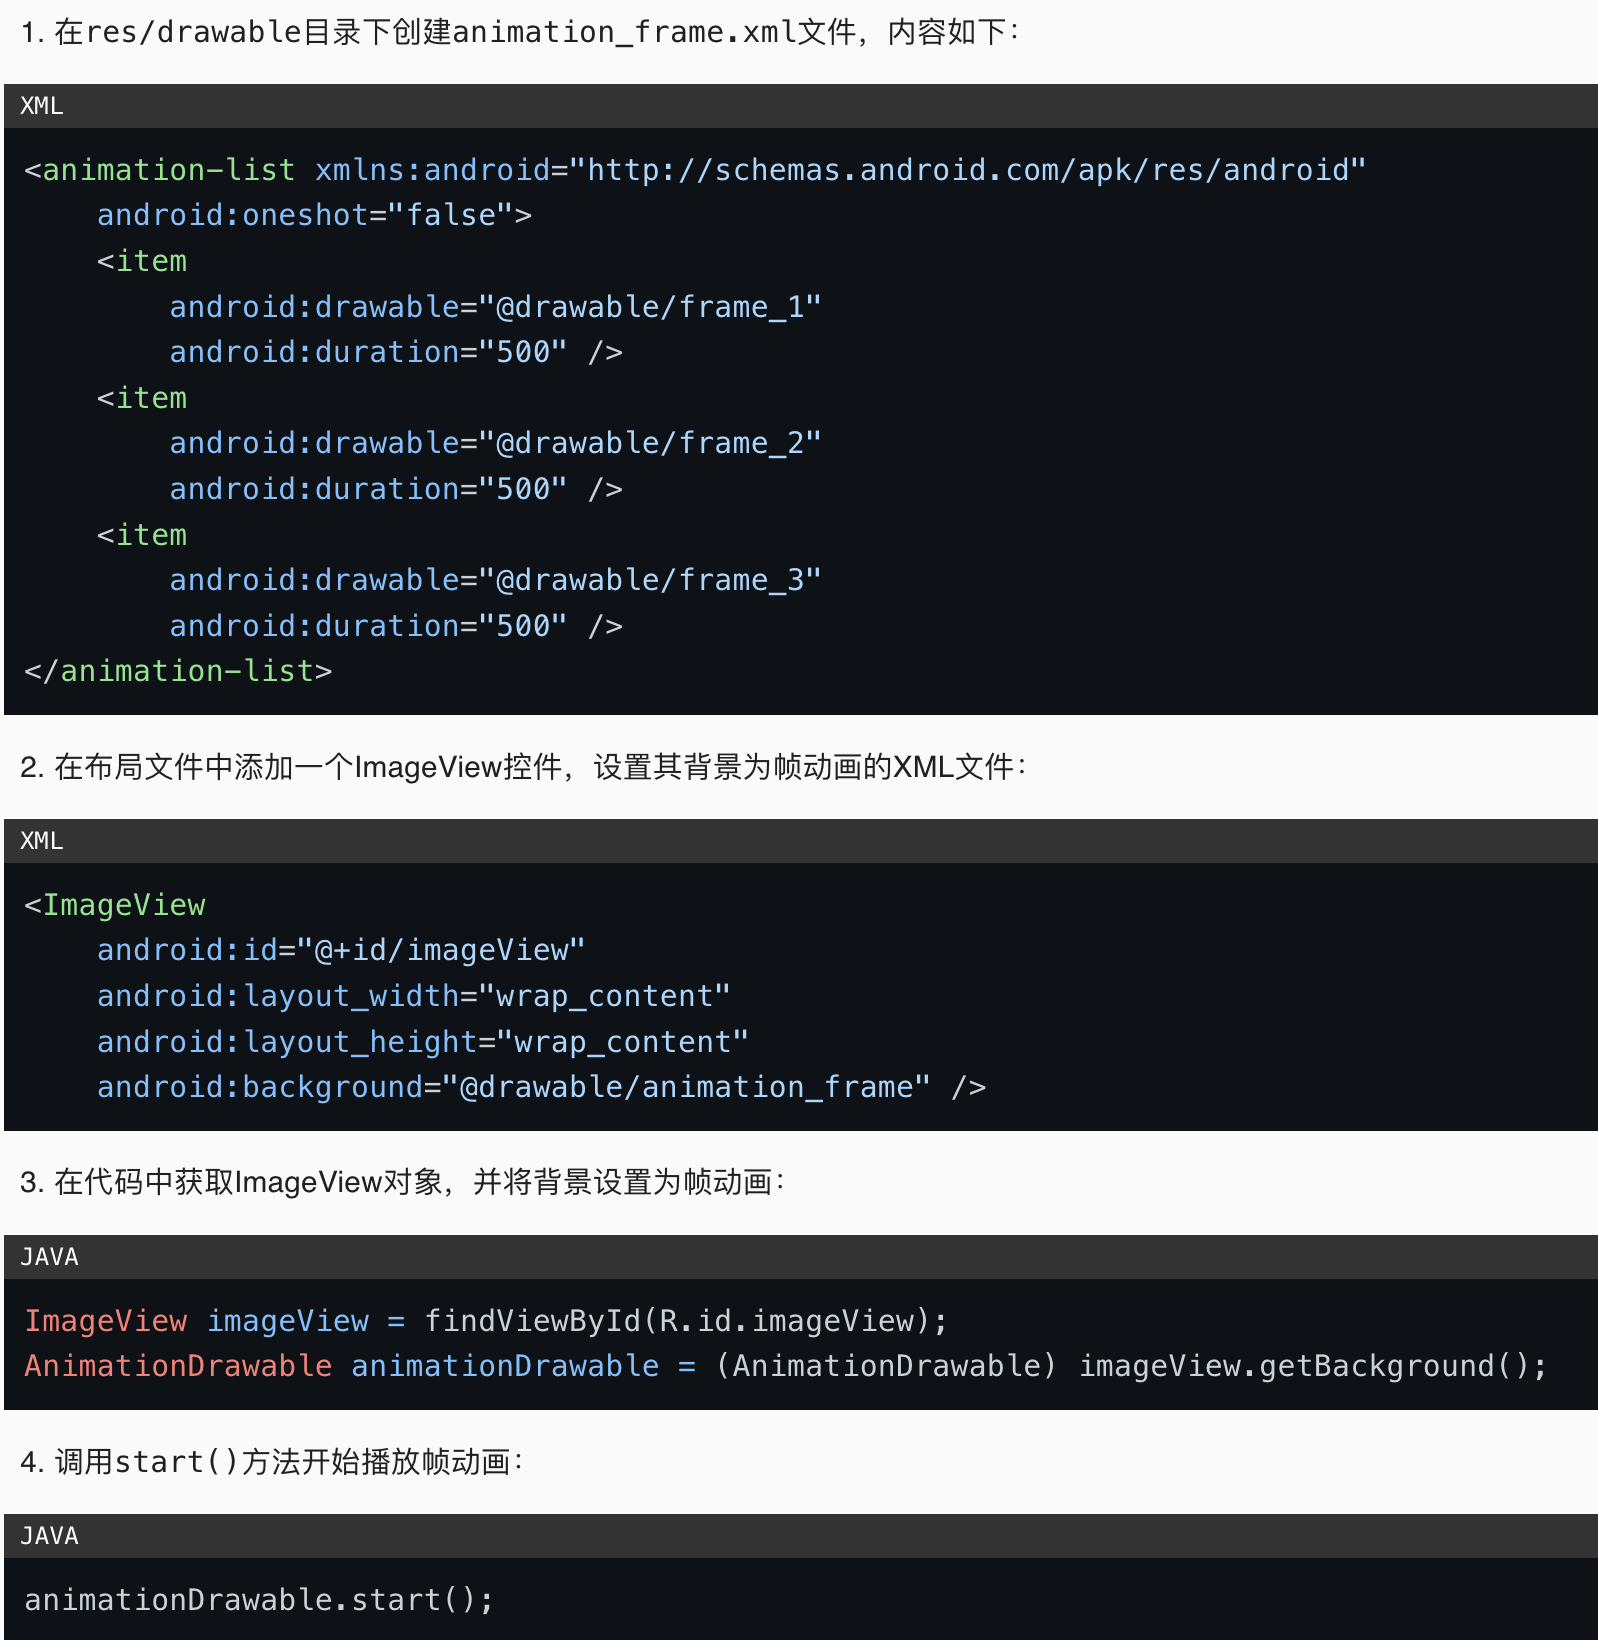 1. 在res/drawable目录下创建animation_frame.xml文件，内容如下：
XML
<animation-list xmlns:android="http://schemas.android.com/apk/res/android"
    android:oneshot="false">
    <item
        android:drawable="@drawable/frame_1"
        android:duration="500" />
    <item
        android:drawable="@drawable/frame_2"
        android:duration="500" />
    <item
        android:drawable="@drawable/frame_3"
        android:duration="500" />
</animation-list>
2. 在布局文件中添加一个ImageView控件，设置其背景为帧动画的XML文件：
XML
<ImageView
    android:id="@+id/imageView"
    android:layout_width="wrap_content"
    android:layout_height="wrap_content"
    android:background="@drawable/animation_frame" />
3. 在代码中获取ImageView对象，并将背景设置为帧动画：
JAVA
ImageView imageView = findViewById(R.id.imageView);
AnimationDrawable animationDrawable = (AnimationDrawable) imageView.getBackground();
4. 调用start()方法开始播放帧动画：
JAVA
animationDrawable.start();